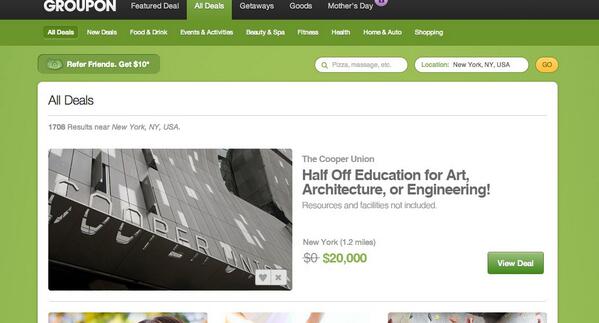 GROUPON
Featured Deal All Deals Getaways Goods Mother's Day
All Deals New Deals Food & Drink Events & Activities Beauty & Spa Fitness Health Home & Auto Shopping
Refer Friends. Get $10*
Pizza, massage, etc.
Location: New York, NY, USA
GO
All Deals
1708 Results near New York, NY, USA.
COOPER UNION
The Cooper Union
Half Off Education for Art,
Architecture, or Engineering!
Resources and facilities not included.
New York (1.2 miles)
$0 $20,000
View Deal